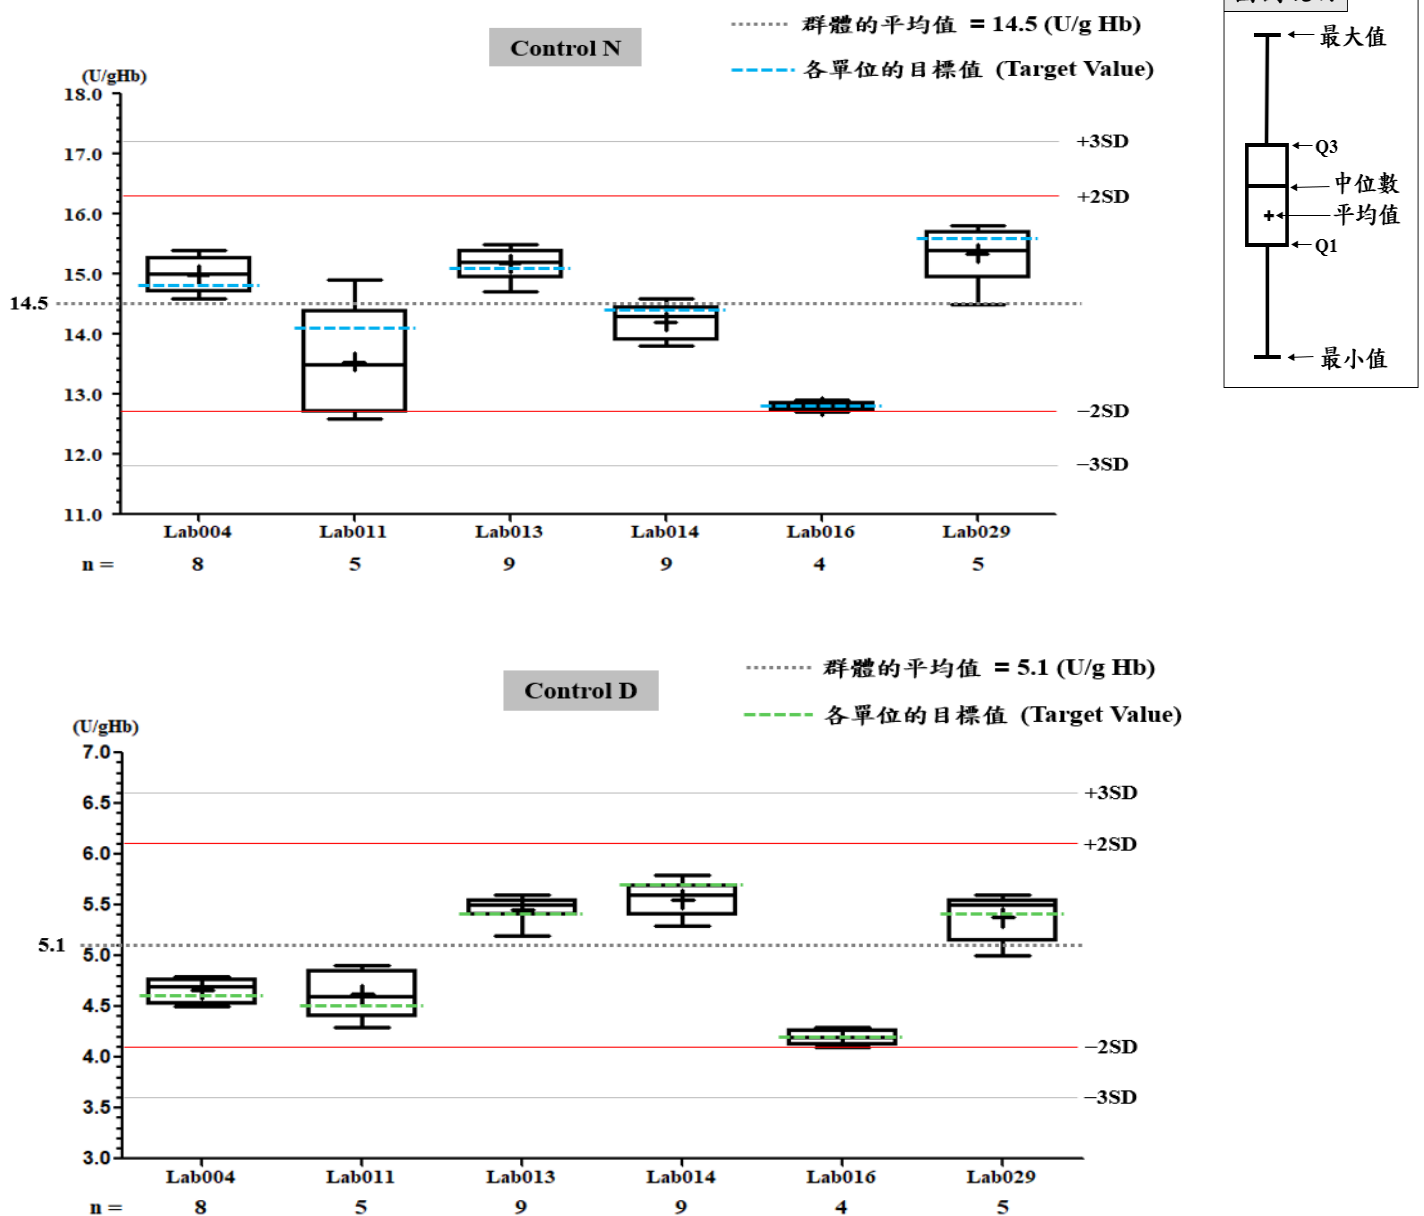 Control N
群體的平均值 = 14.5 (U/g Hb)
各單位的目標值 (Target Value)
(U/gHb)
18.0
17.0
16.0
15.0
14.5
14.0
13.0
12.0
11.0
+3SD
+2SD
−2SD
−3SD
Lab004 Lab011 Lab013 Lab014 Lab016 Lab029
n = 8 5 9 9 4 5
最大值
Q3
中位數
平均值
Q1
最小值
Control D
群體的平均值 = 5.1 (U/g Hb)
各單位的目標值 (Target Value)
(U/gHb)
7.0
6.5
6.0
5.5
5.1
5.0
4.5
4.0
3.5
3.0
+3SD
+2SD
−2SD
−3SD
Lab004 Lab011 Lab013 Lab014 Lab016 Lab029
n = 8 5 9 9 4 5